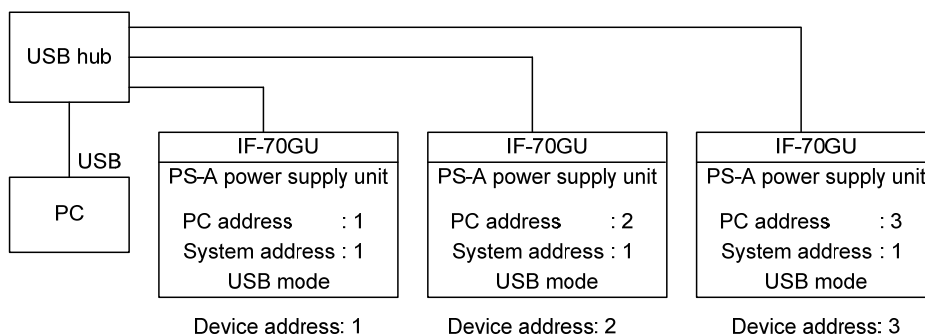 USB hub
USB
PC
IF-70GU
PS-A power supply unit
PC address : 1
System address : 1
USB mode
Device address: 1
IF-70GU
PS-A power supply unit
PC address : 2
System address : 1
USB mode
Device address: 2
IF-70GU
PS-A power supply unit
PC address : 3
System address : 1
USB mode
Device address: 3